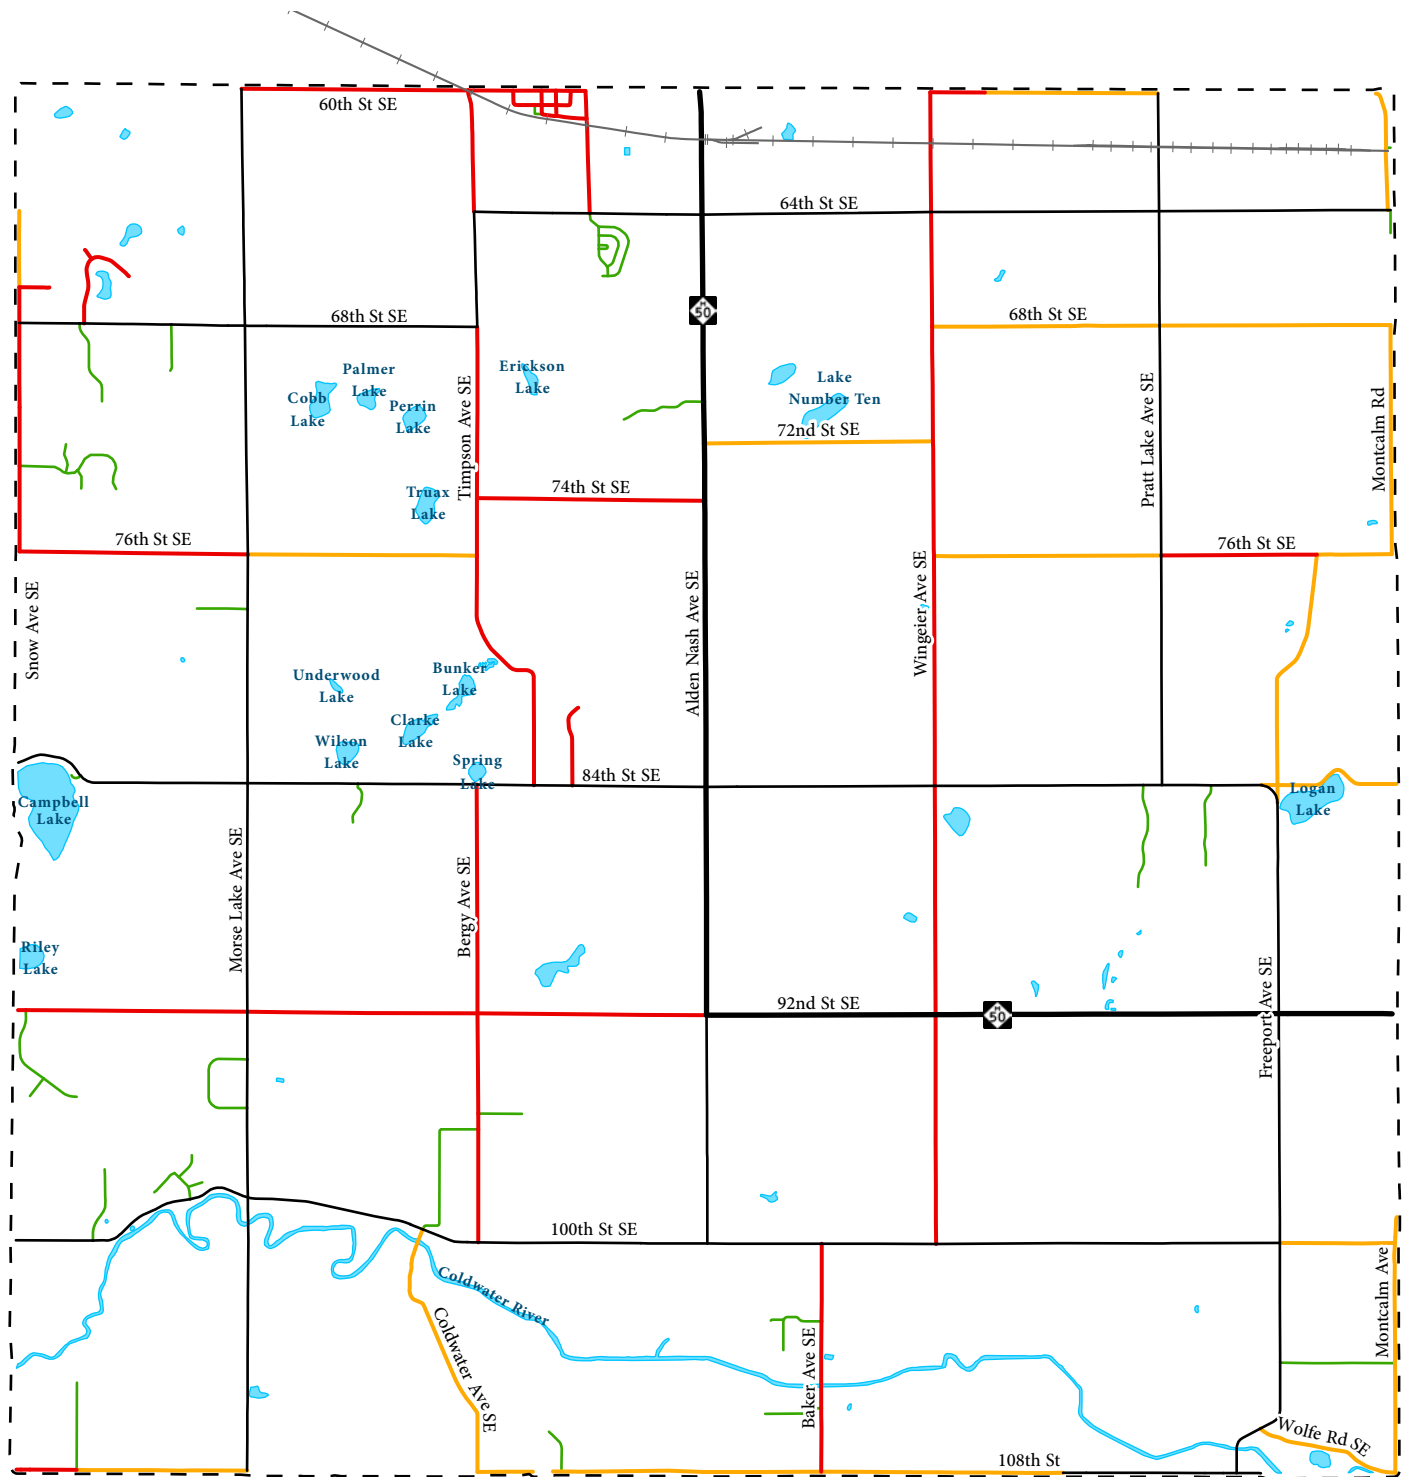 60th St SE
64th St SE
M
50
68th St SE
68th St SE
Palmer
Lake
Erickson
Lake
Cobb
Lake
Perrin
Lake
Lake
Number Ten
Timpson Ave SE
Pratt Lake Ave SE
Montcalm Rd
72nd St SE
74th St SE
Truax
Lake
76th St SE
76th St SE
Snow Ave SE
Alden Nash Ave SE
Wingeier Ave SE
Underwood
Lake
Bunker
Lake
Clarke
Lake
Wilson
Lake
Spring
Lake
84th St SE
Campbell
Lake
Logan
Lake
Morse Lake Ave SE
Bergy Ave SE
Riley
Lake
92nd St SE
50
Freeport Ave SE
100th St SE
Coldwater River
Montcalm Ave
Coldwater Ave SE
Baker Ave SE
Wolfe Rd SE
108th St